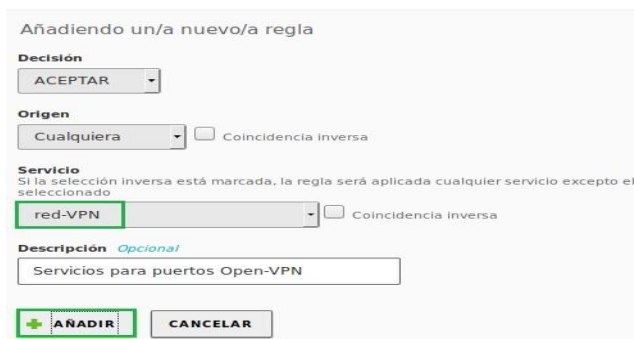 Añadiendo un/a nuevo/a regla
Decisión
ACEPTAR
Origen
Cualquiera Coincidencia inversa
Servicio
Si la selección inversa está marcada, la regla será aplicada cualquier servicio excepto el
seleccionado
red-VPN Coincidencia inversa
Descripción Opcional
Servicios para puertos Open-VPN
AÑADIR CANCELAR